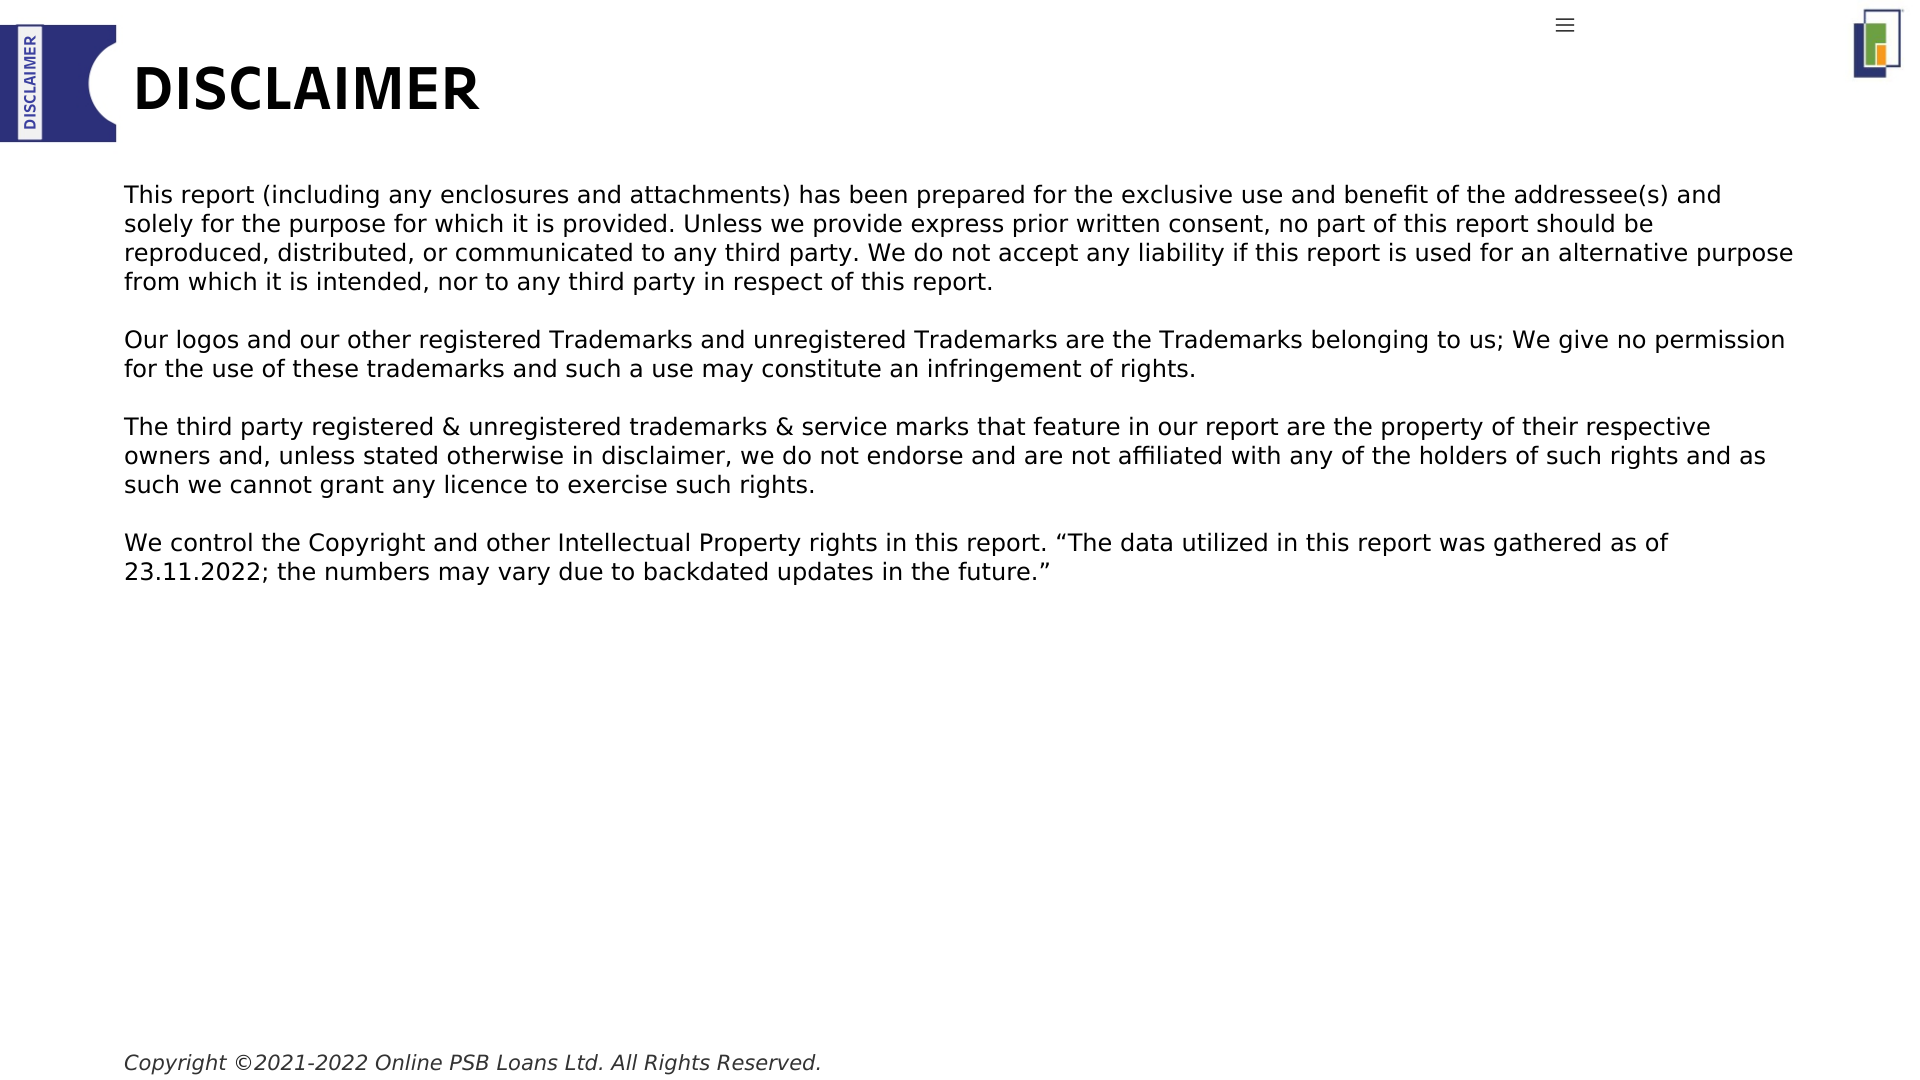 DISCLAIMER
DISCLAIMER
This report (including any enclosures and attachments) has been prepared for the exclusive use and benefit of the addressee(s) and
solely for the purpose for which it is provided. Unless we provide express prior written consent, no part of this report should be
reproduced, distributed, or communicated to any third party. We do not accept any liability if this report is used for an alternative purpose
from which it is intended, nor to any third party in respect of this report.
Our logos and our other registered Trademarks and unregistered Trademarks are the Trademarks belonging to us; We give no permission
for the use of these trademarks and such a use may constitute an infringement of rights.
The third party registered & unregistered trademarks & service marks that feature in our report are the property of their respective
owners and, unless stated otherwise in disclaimer, we do not endorse and are not affiliated with any of the holders of such rights and as
such we cannot grant any licence to exercise such rights.
We control the Copyright and other Intellectual Property rights in this report. “The data utilized in this report was gathered as of
23.11.2022; the numbers may vary due to backdated updates in the future.”
Copyright ©2021-2022 Online PSB Loans Ltd. All Rights Reserved.